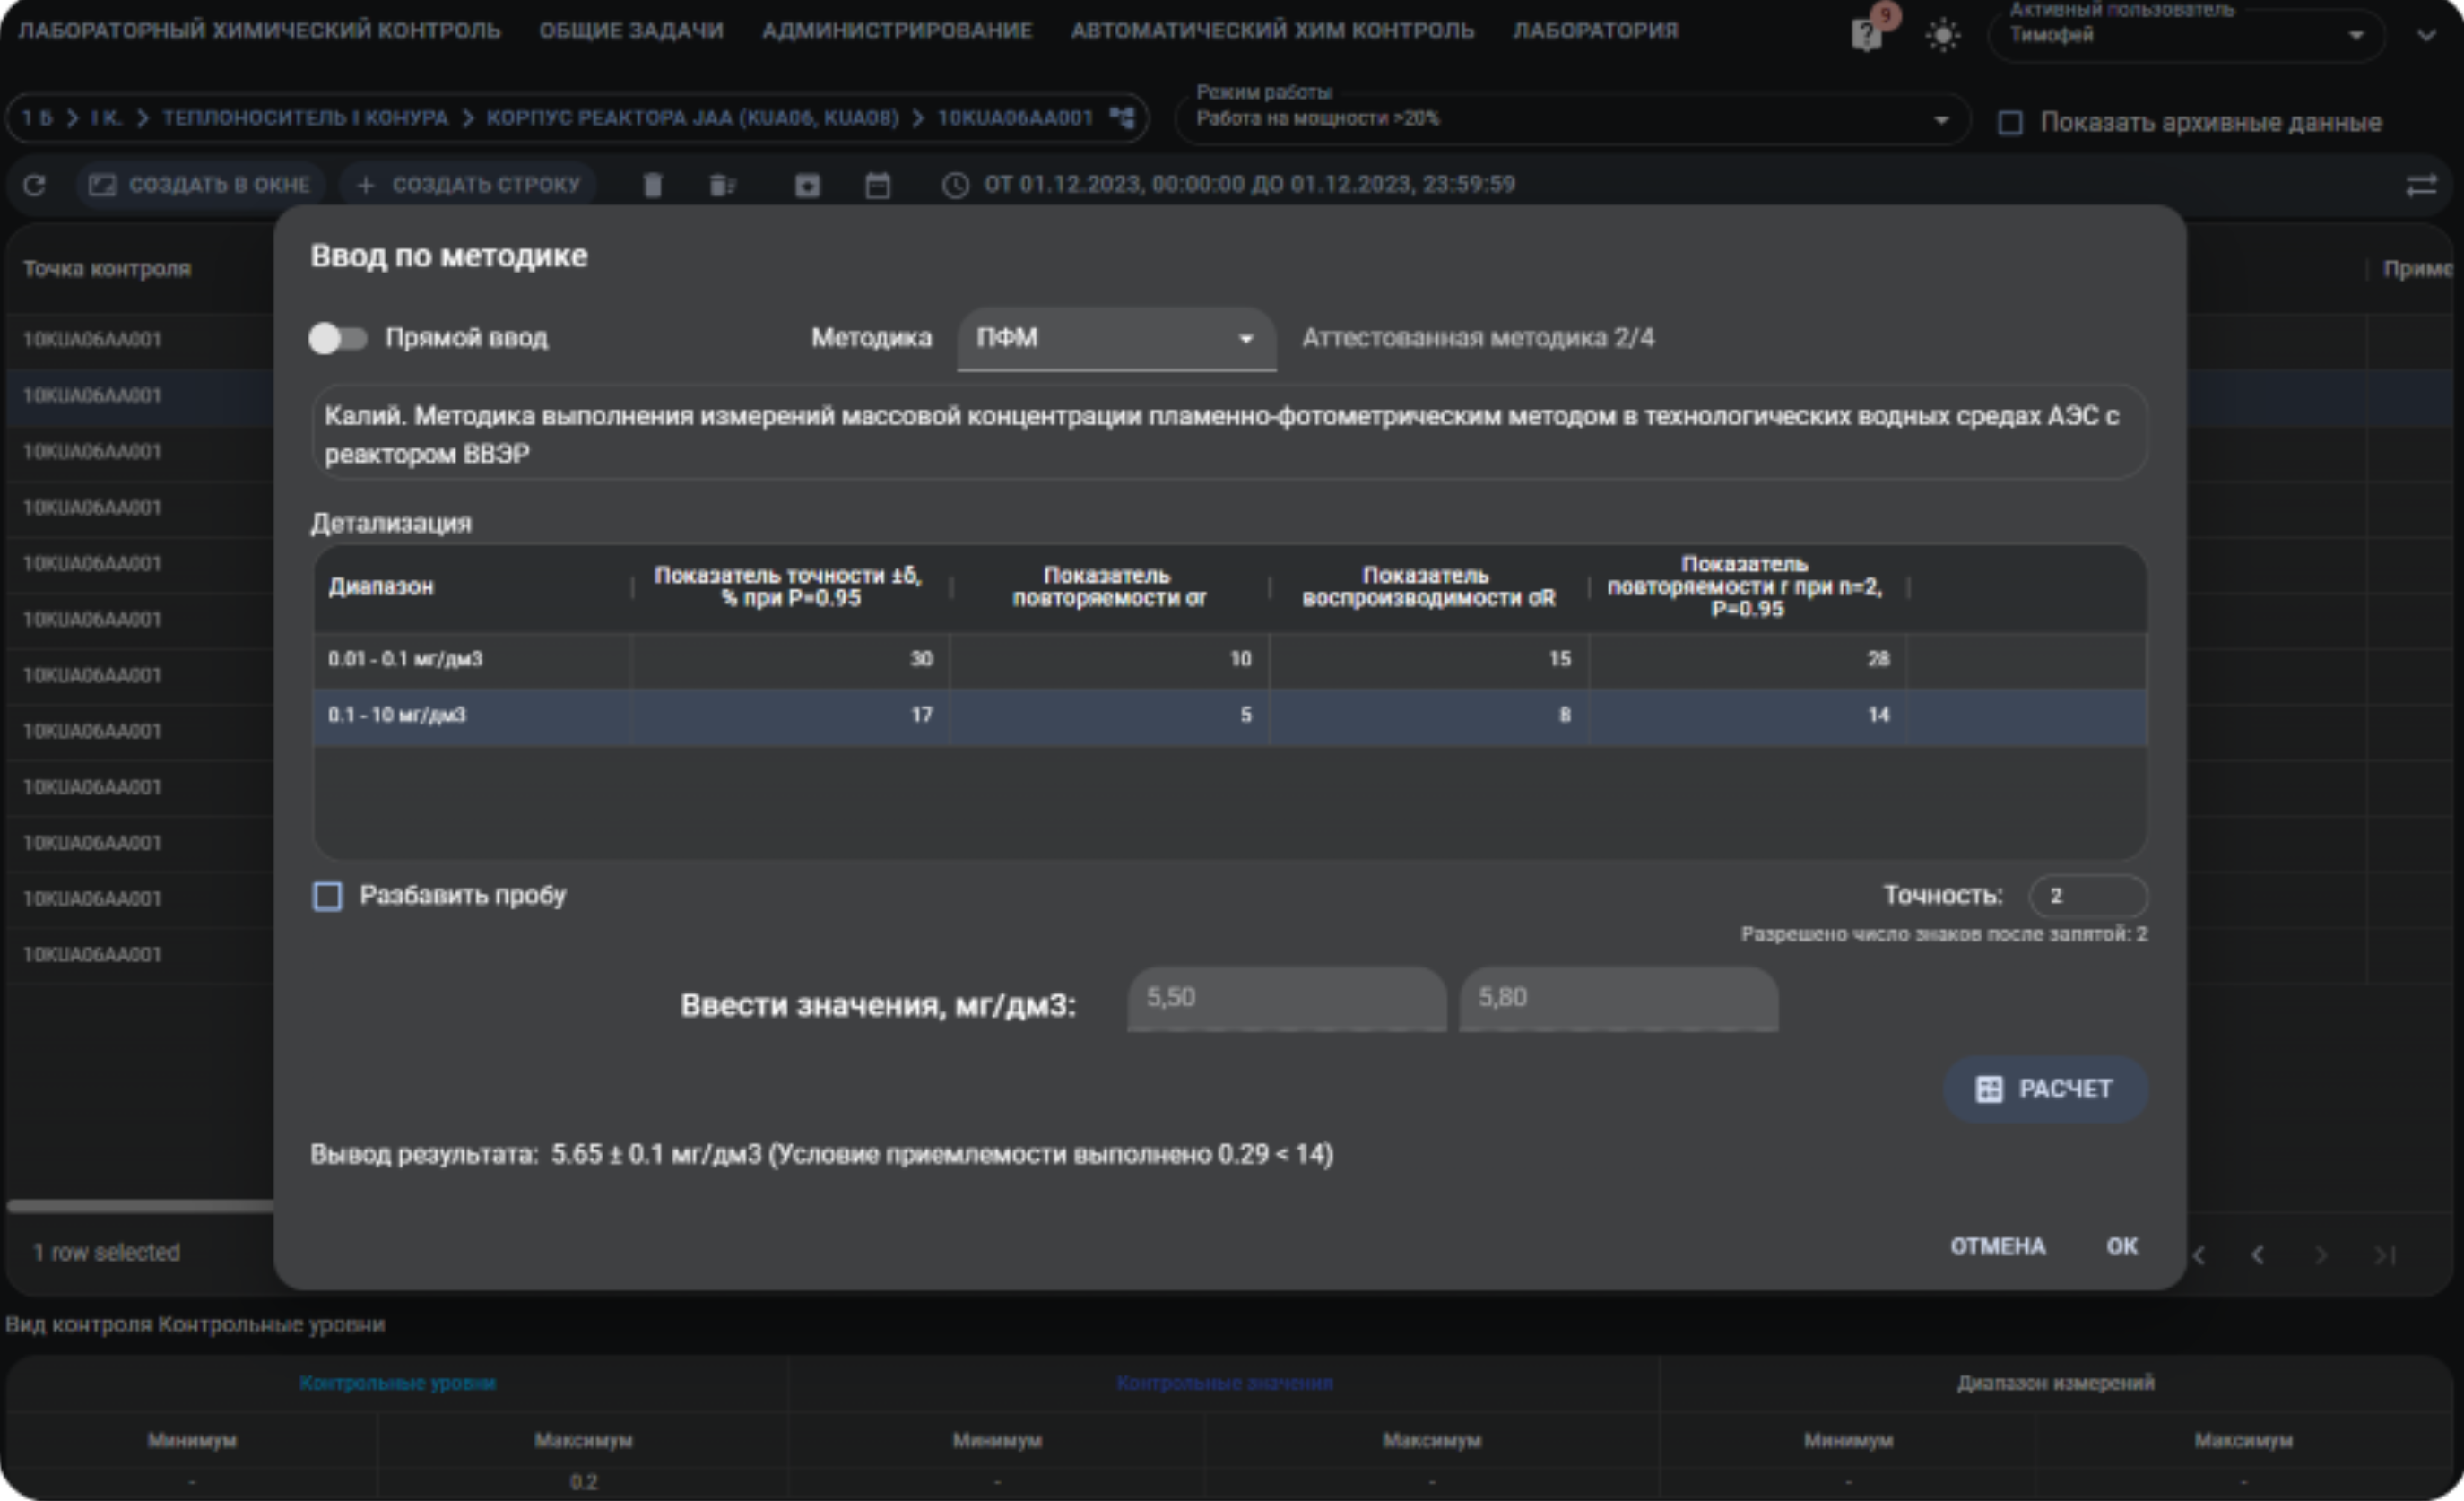 ЛАБОРАТОРНЫЙ ХИМИЧЕСКИЙ КОНТРОЛЬ ОБЩИЕ ЗАДАЧИ АДМИНИСТРИРОВАНИЕ АВТОМАТИЧЕСКИЙ ХИМ КОНТРОЛЬ ЛАБОРАТОРИЯ 9 Активный пользователь
Тимофей
1 Б > I К. > ТЕПЛОНОСИТЕЛЬ I КОНУРА > КОРПУС РЕАКТОРА JAA (KUA06, KUA08) > 10KUA06AA001
Режим работы
Работа на мощности >20%
Показать архивные данные
СОЗДАТЬ В ОКНЕ + СОЗДАТЬ СТРОКУ ОТ 01.12.2023, 00:00:00 ДО 01.12.2023, 23:59:59
Точка контроля
Приме
10KUA06AA001
10KUA06AA001
10KUA06AA001
10KUA06AA001
10KUA06AA001
10KUA06AA001
10KUA06AA001
10KUA06AA001
10KUA06AA001
10KUA06AA001
10KUA06AA001
10KUA06AA001
Ввод по методике
Прямой ввод Методика ПФМ Аттестованная методика 2/4
Калий. Методика выполнения измерений массовой концентрации пламенно-фотометрическим методом в технологических водных средах АЭС с
реактором ВВЭР
Детализация
Диапазон
Показатель точности ±δ,
% при P=0.95
Показатель
повторяемости σr
Показатель
воспроизводимости σR
Показатель
повторяемости r при n=2,
P=0.95
0.01 - 0.1 мг/дм3 30 10 15 28
0.1 - 10 мг/дм3 17 5 8 14
Разбавить пробу Точность: 2
Разрешено число знаков после запятой: 2
Ввести значения, мг/дм3: 5,50 5,80
РАСЧЕТ
Вывод результата: 5.65 ± 0.1 мг/дм3 (Условие приемлемости выполнено 0.29 < 14)
ОТМЕНА ОК
1 row selected
Вид контроля Контрольные уровни
Контрольные уровни Контрольные значения Диапазон измерений
Минимум Максимум Минимум Максимум Минимум Максимум
- 0.2 - - - -